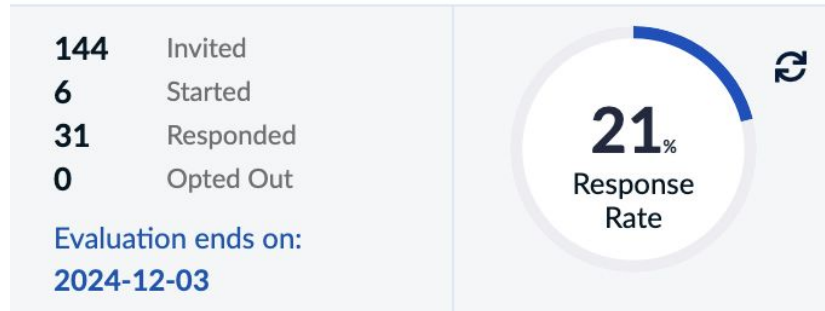 144 Invited
6 Started
31 Responded
0 Opted Out
Evaluation ends on:
2024-12-03
21%
Response
Rate